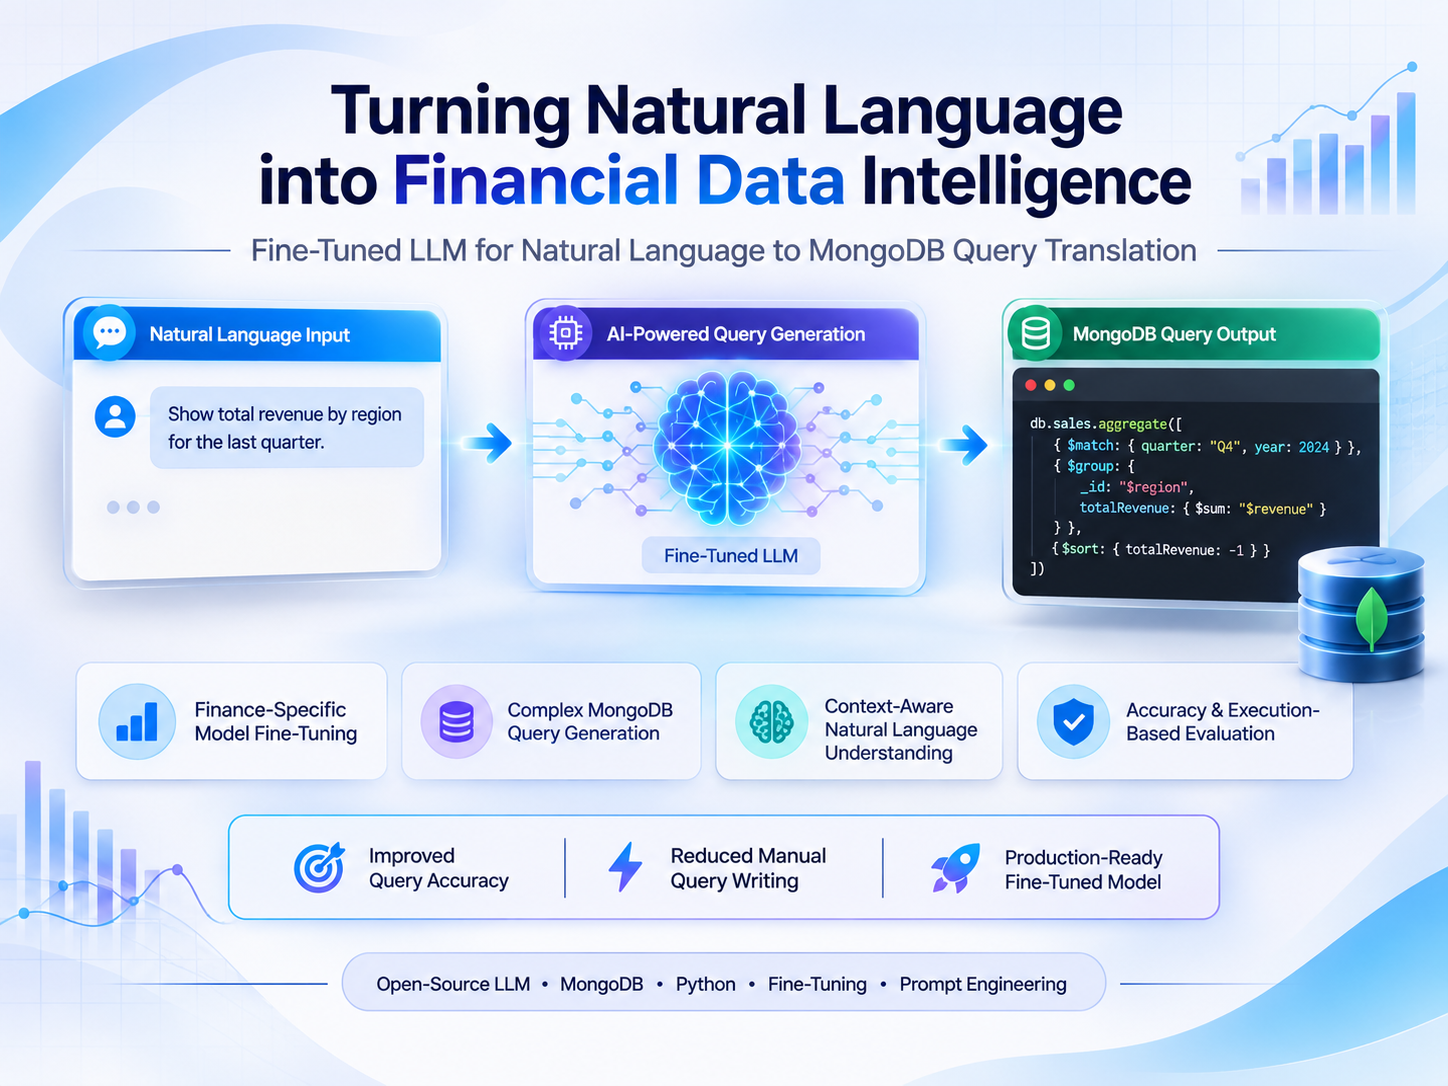 Turning Natural Language
into Financial Data Intelligence
Fine-Tuned LLM for Natural Language to MongoDB Query Translation
Natural Language Input
Show total revenue by region
for the last quarter.
AI-Powered Query Generation
Fine-Tuned LLM
MongoDB Query Output
db.sales.aggregate([
{ $match: { quarter: "Q4", year: 2024 } },
{ $group: {
_id: "$region",
totalRevenue: { $sum: "$revenue" }
} },
{ $sort: { totalRevenue: -1 } }
])
Finance-Specific
Model Fine-Tuning
Complex MongoDB
Query Generation
Context-Aware
Natural Language
Understanding
Accuracy & Execution-
Based Evaluation
Improved
Query Accuracy
Reduced Manual
Query Writing
Production-Ready
Fine-Tuned Model
Open-Source LLM • MongoDB • Python • Fine-Tuning • Prompt Engineering